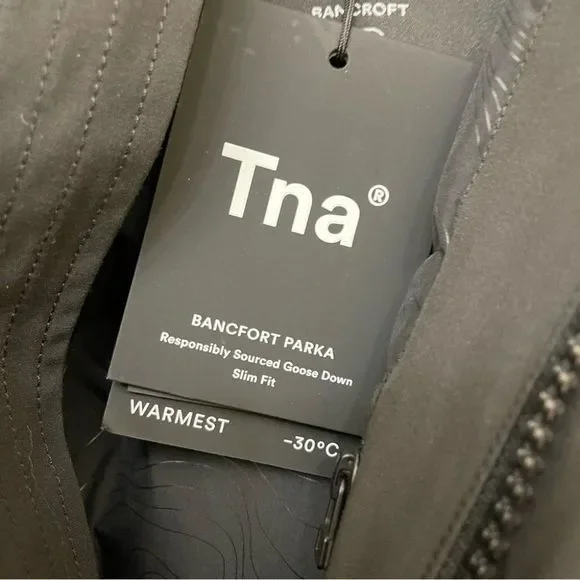 BANCROFT
Tna®
BANCFORT PARKA
Responsibly Sourced Goose Down
Slim Fit
WARMEST -30°C